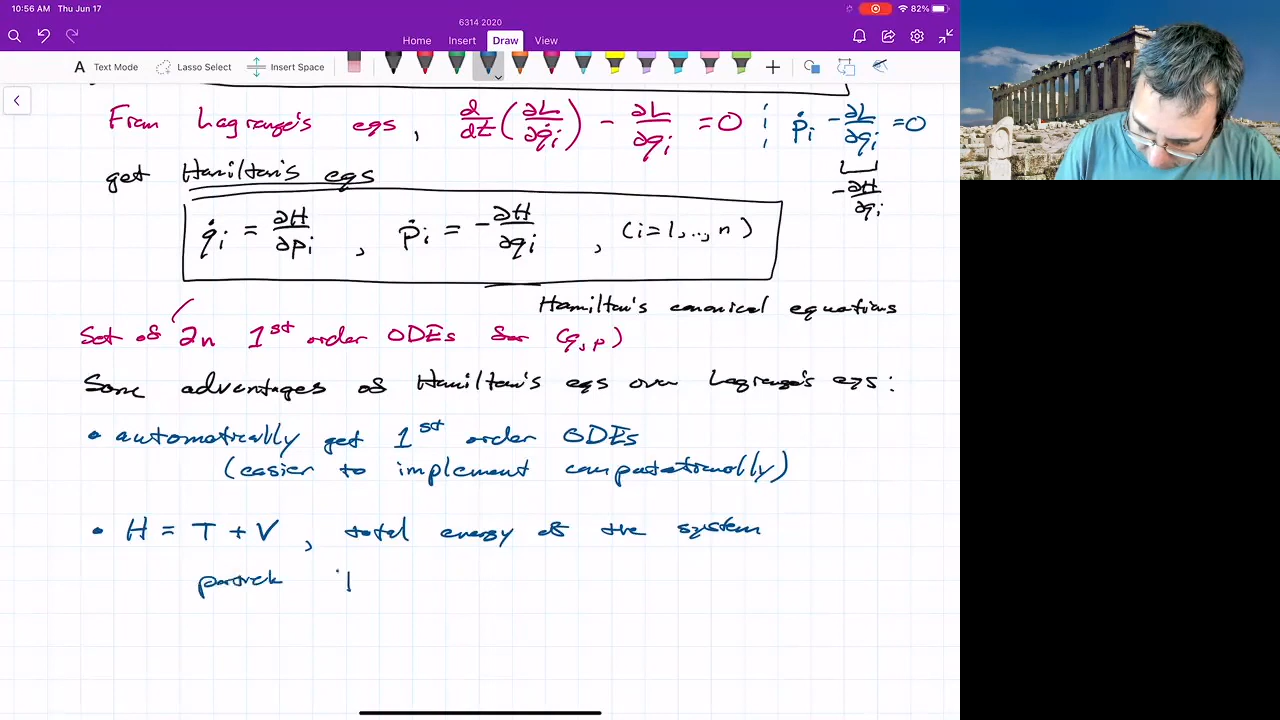 10:56 AM Thu Jun 17
82%
6314 2020
Home Insert Draw View
Text Mode Lasso Select Insert Space
From Lagrange's eqs, d/dt(∂L/∂q̇ᵢ) - ∂L/∂qᵢ = 0 ¦ ṗᵢ - ∂L/∂qᵢ = 0
get Hamilton's eqs
-∂H/∂qᵢ
q̇ᵢ = ∂H/∂pᵢ , ṗᵢ = -∂H/∂qᵢ , (i=1,..,n)
Hamilton's canonical equations
Set of 2n 1st order ODEs for (q,p)
Some advantages of Hamilton's eqs over Lagrange's eqs:
• automatically get 1st order ODEs
(easier to implement computationally)
• H = T + V , total energy of the system